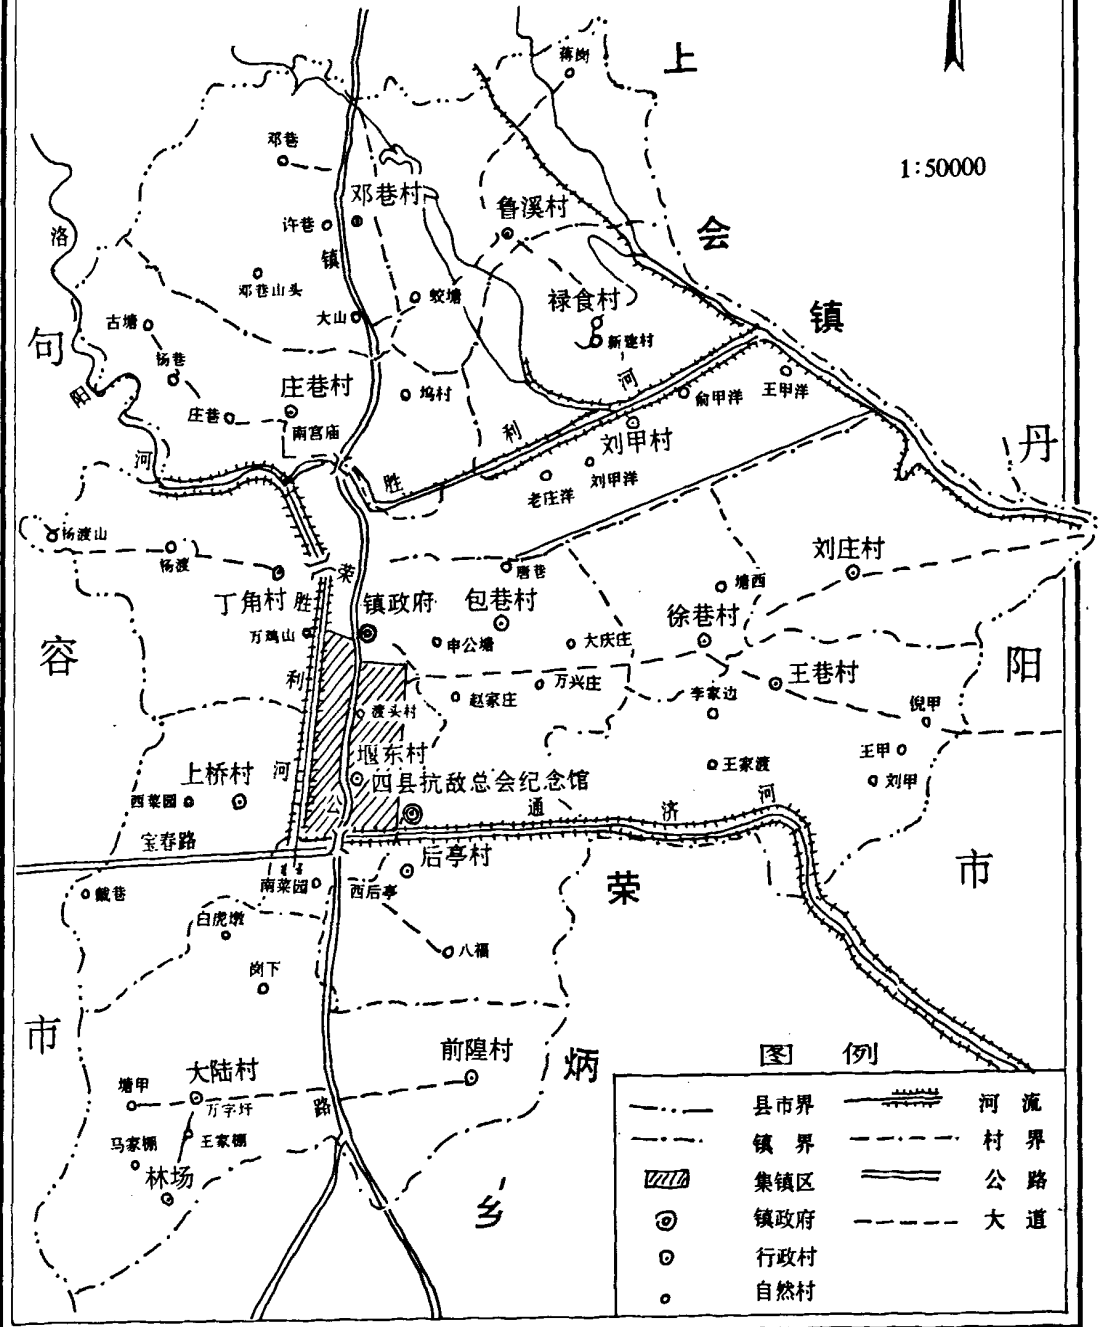 上
蒋岗
1:50000
邓巷
邓巷村
鲁溪村
许巷
洛
会
镇
邓巷山头
蛟塘
禄食村
古塘
大山
镇
句
新建村
杨巷
河
庄巷村
阳
坞村
俞甲洋
王甲洋
庄巷
南宫庙
利
刘甲村
丹
河
胜
老庄洋
刘甲洋
杨渡山
杨渡
荣
唐巷
刘庄村
塘西
丁角村
胜
镇政府
包巷村
徐巷村
万鸡山
申公塘
大庆庄
容
阳
利
赵家庄
万兴庄
李家边
王巷村
渡头村
倪甲
堰东村
王甲
王家渡
上桥村
河
四县抗敌总会纪念馆
刘甲
西菜园
公
通
济
河
宝春路
后亭村
市
戴巷
南菜园
西后亭
荣
白虎墩
八福
岗下
市
前隍村
炳
图 例
大陆村
塘甲
万字圩
路
县市界
河 流
马家棚
王家棚
镇 界
村 界
林场
集镇区
公 路
乡
镇政府
大 道
行政村
自然村